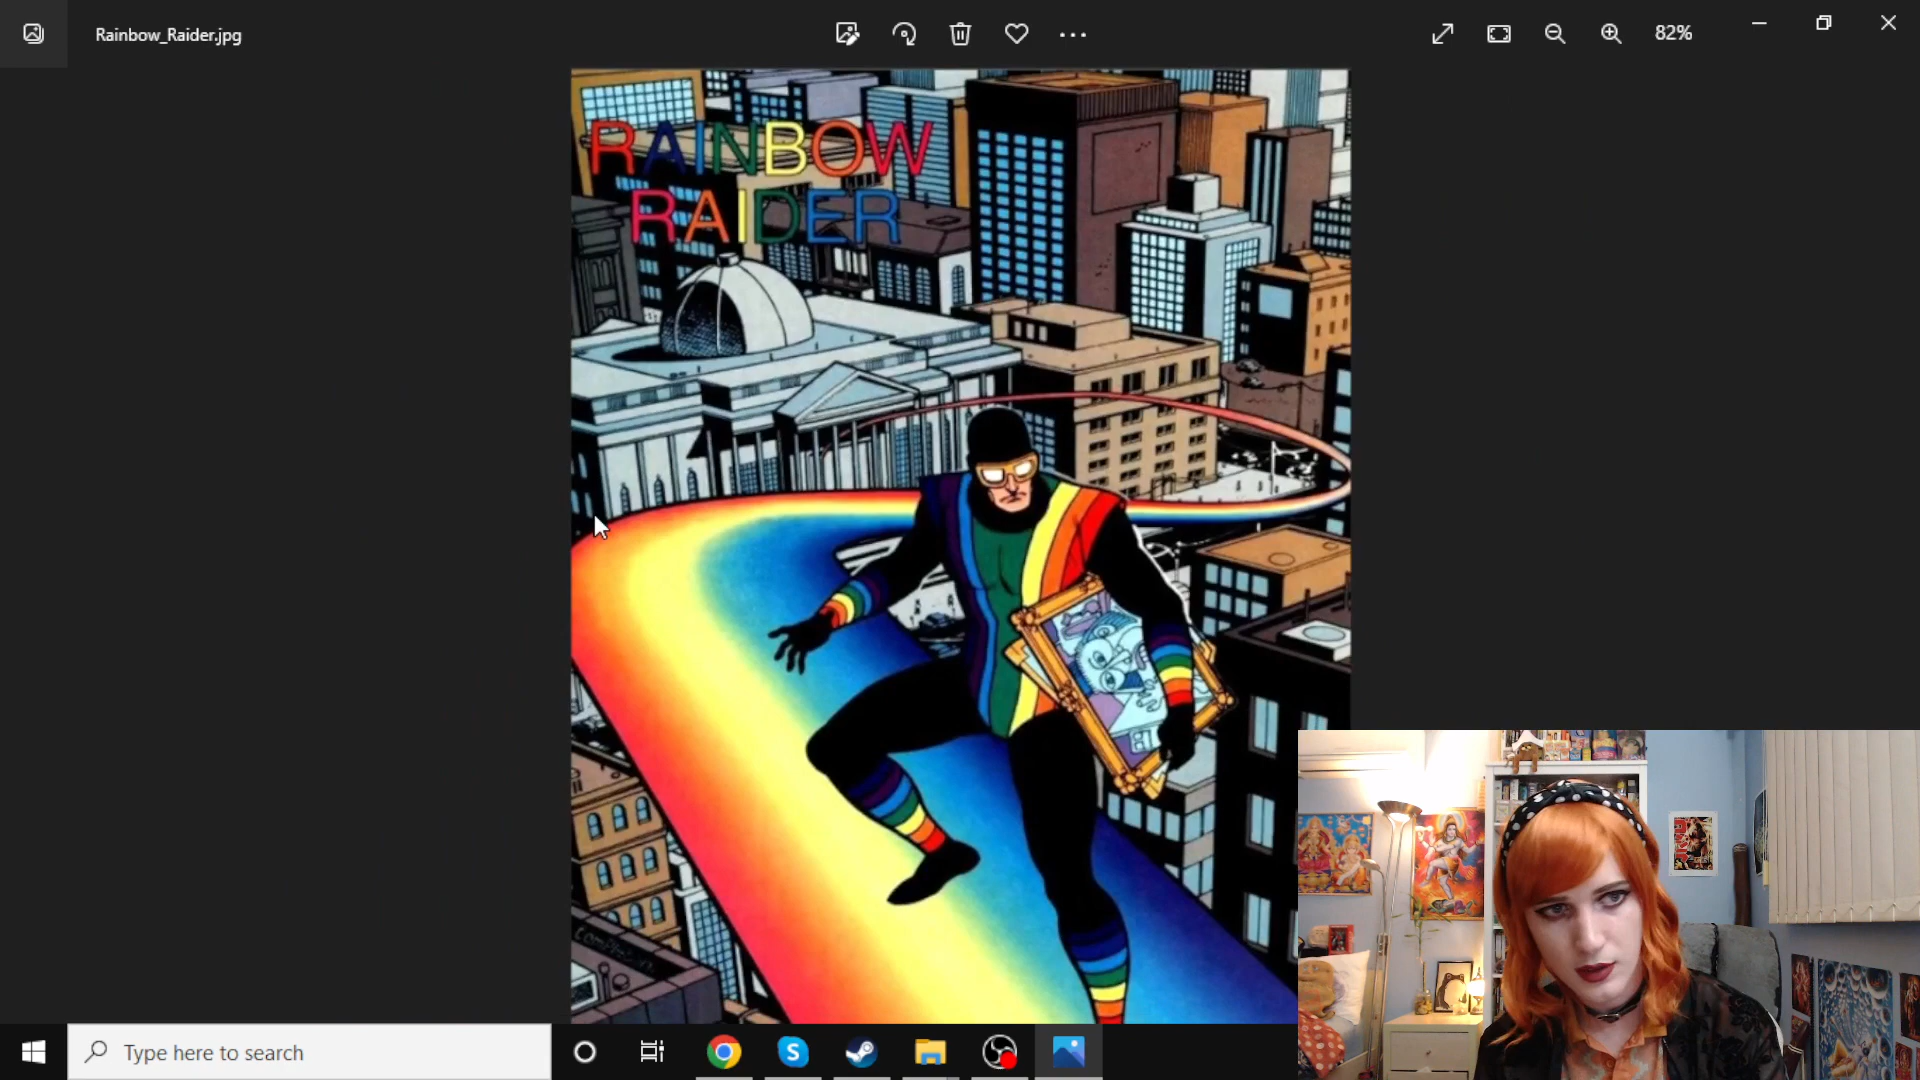 Rainbow_Raider.jpg
82%
RAINBOW
RAIDER
Type here to search